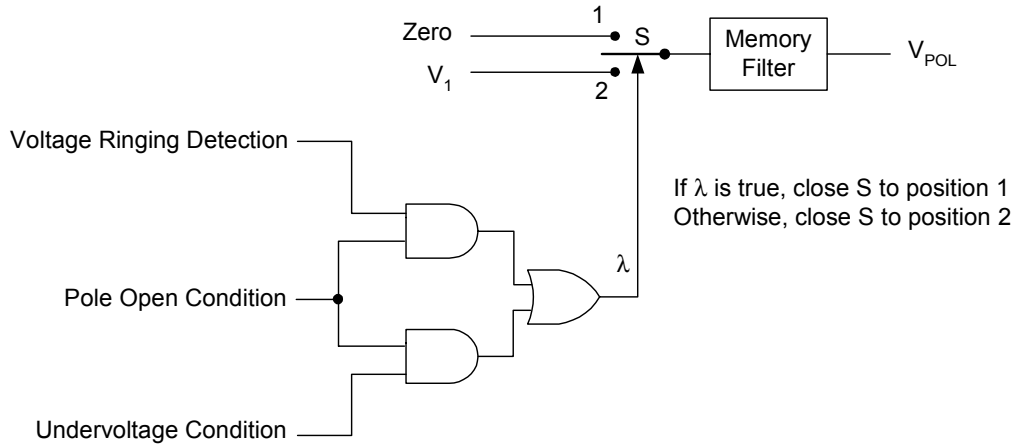 1
Zero
S
Memory
Filter
V_POL
V_1
2
Voltage Ringing Detection
If λ is true, close S to position 1
Otherwise, close S to position 2
λ
Pole Open Condition
Undervoltage Condition